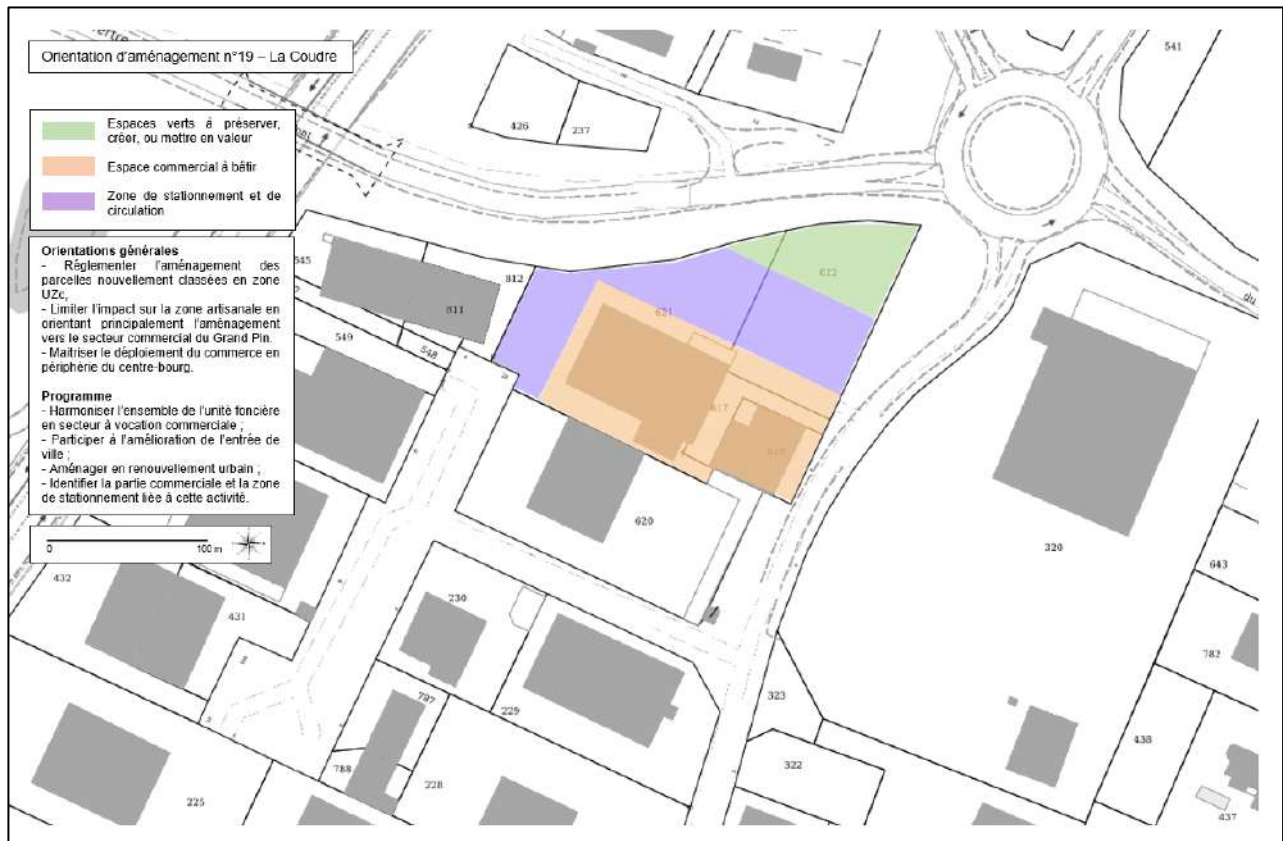 Orientation d'aménagement n°19 – La Coudre
Espaces verts à préserver,
créer, ou mettre en valeur
Espace commercial à bâtir
Zone de stationnement et de
circulation
Orientations générales
- Réglementer l'aménagement des
parcelles nouvellement classées en zone
UZc,
- Limiter l'impact sur la zone artisanale en
orientant principalement l'aménagement
vers le secteur commercial du Grand Pin.
- Maitriser le déploiement du commerce en
périphérie du centre-bourg.
Programme
- Harmoniser l'ensemble de l'unité foncière
en secteur à vocation commerciale ;
- Participer à l'amélioration de l'entrée de
ville ;
- Aménager en renouvellement urbain ;
- Identifier la partie commerciale et la zone
de stationnement liée à cette activité.
0 100 m
541
426
237
622
545
812
621
811
549
548
617
620
320
643
432
431
230
782
797
229
323
438
788
228
322
225
437
du